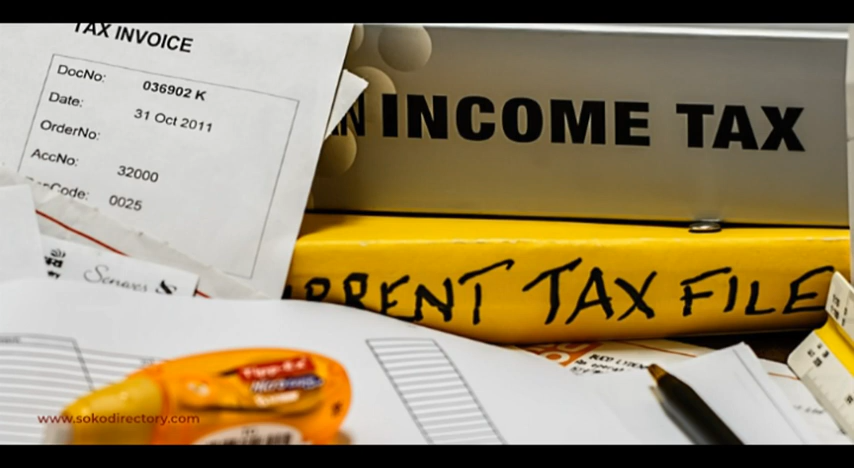 TAX INVOICE
DocNo: 036902 K
Date: 31 Oct 2011
OrderNo:
AccNo: 32000
Code: 0025
INCOME TAX
TAX FILE
www.sokodirectory.com